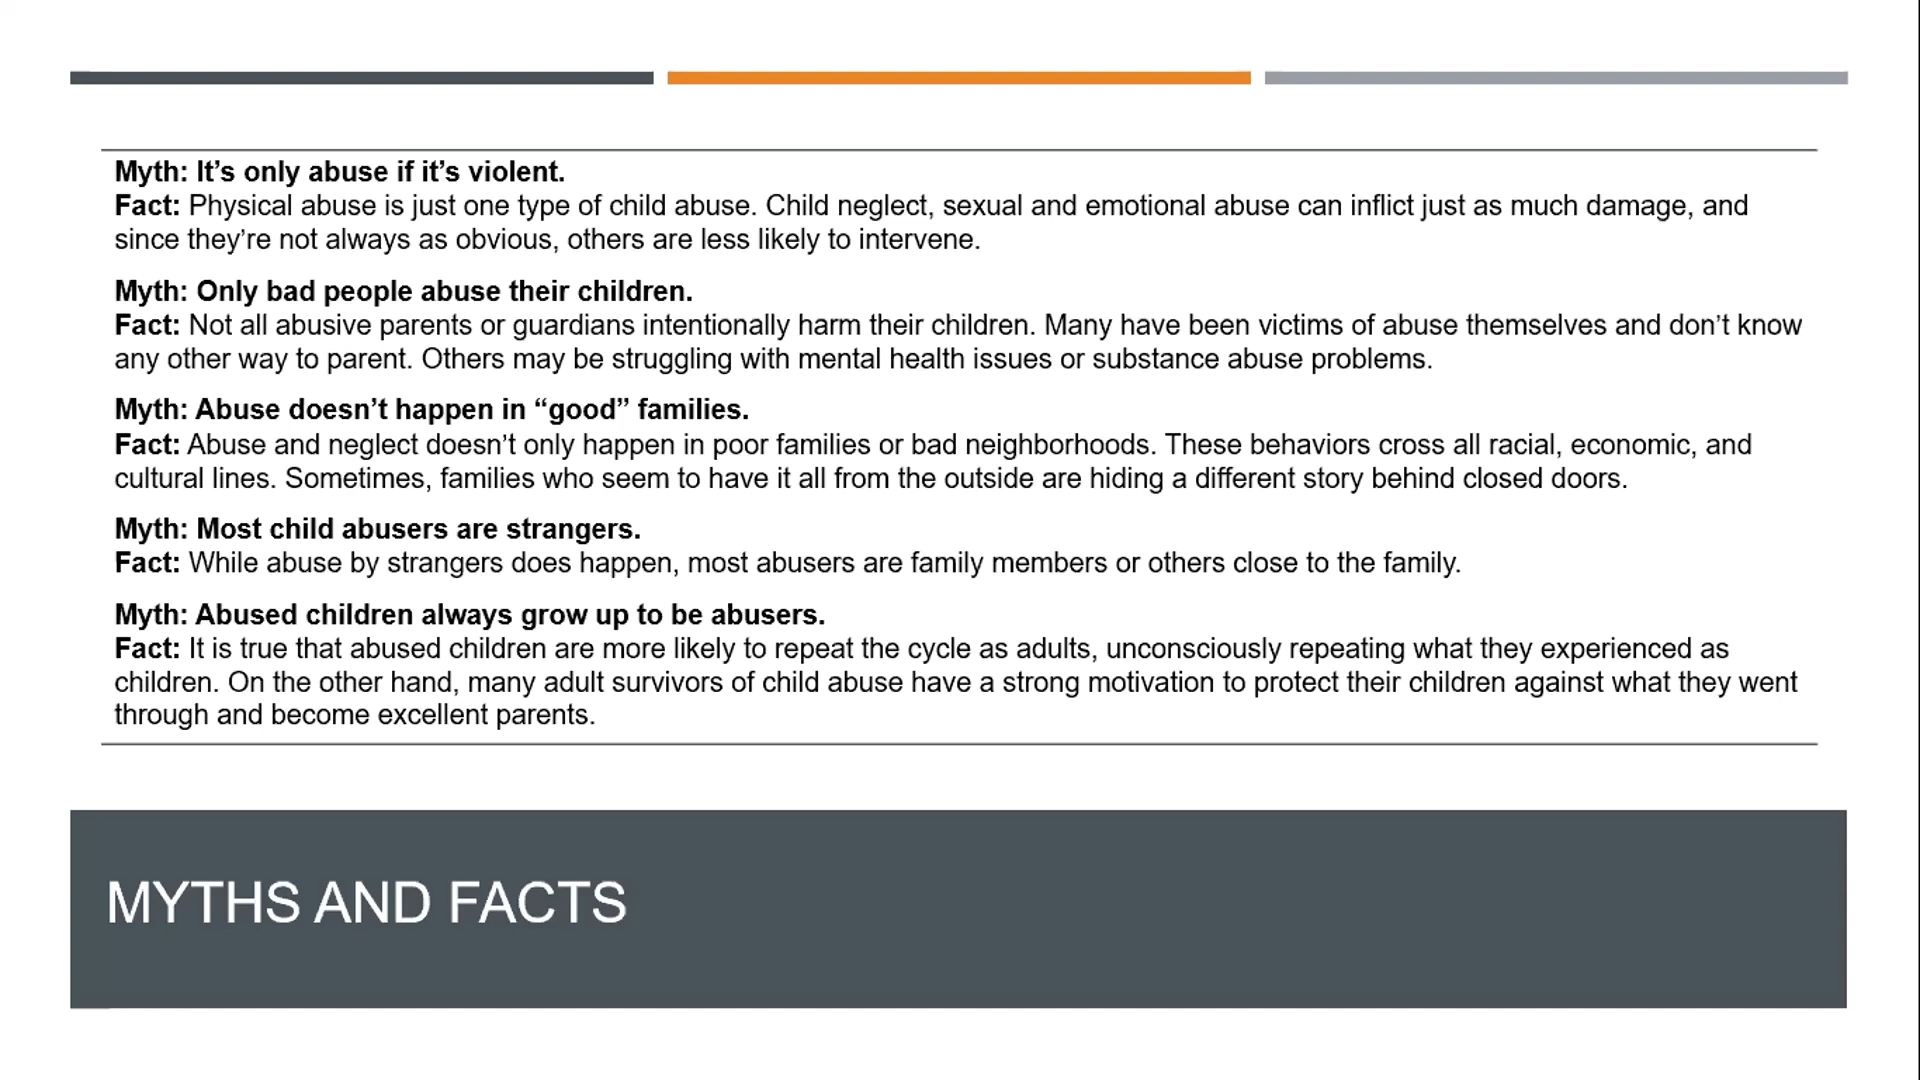 Myth: It’s only abuse if it’s violent.
Fact: Physical abuse is just one type of child abuse. Child neglect, sexual and emotional abuse can inflict just as much damage, and
since they’re not always as obvious, others are less likely to intervene.
Myth: Only bad people abuse their children.
Fact: Not all abusive parents or guardians intentionally harm their children. Many have been victims of abuse themselves and don’t know
any other way to parent. Others may be struggling with mental health issues or substance abuse problems.
Myth: Abuse doesn’t happen in “good” families.
Fact: Abuse and neglect doesn’t only happen in poor families or bad neighborhoods. These behaviors cross all racial, economic, and
cultural lines. Sometimes, families who seem to have it all from the outside are hiding a different story behind closed doors.
Myth: Most child abusers are strangers.
Fact: While abuse by strangers does happen, most abusers are family members or others close to the family.
Myth: Abused children always grow up to be abusers.
Fact: It is true that abused children are more likely to repeat the cycle as adults, unconsciously repeating what they experienced as
children. On the other hand, many adult survivors of child abuse have a strong motivation to protect their children against what they went
through and become excellent parents.
MYTHS AND FACTS